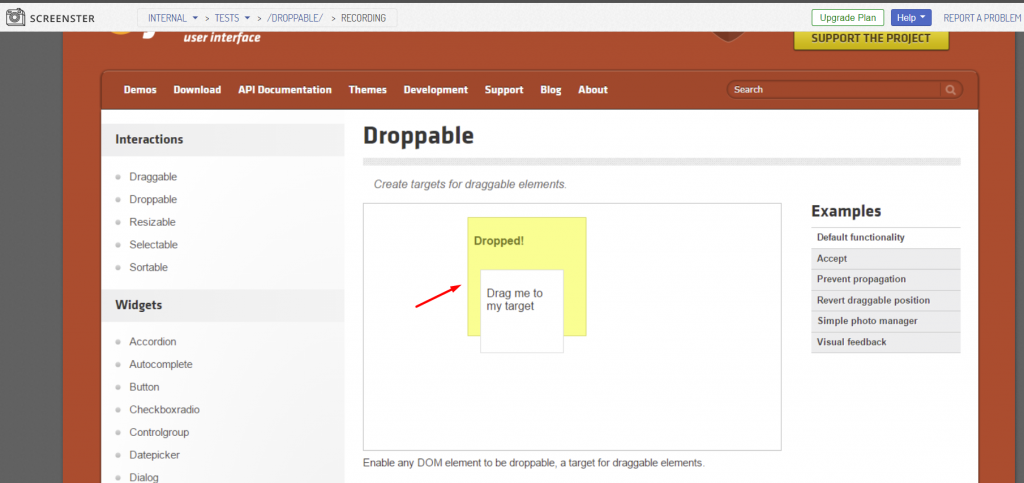 SCREENSTER
INTERNAL > TESTS > /DROPPABLE/ > RECORDING
Upgrade Plan
Help
REPORT A PROBLEM
user interface
SUPPORT THE PROJECT
Demos Download API Documentation Themes Development Support Blog About
Search
Interactions
Draggable
Droppable
Resizable
Selectable
Sortable
Widgets
Accordion
Autocomplete
Button
Checkboxradio
Controlgroup
Datepicker
Dialog
Droppable
Create targets for draggable elements.
Dropped!
Drag me to
my target
Enable any DOM element to be droppable, a target for draggable elements.
Examples
Default functionality
Accept
Prevent propagation
Revert draggable position
Simple photo manager
Visual feedback